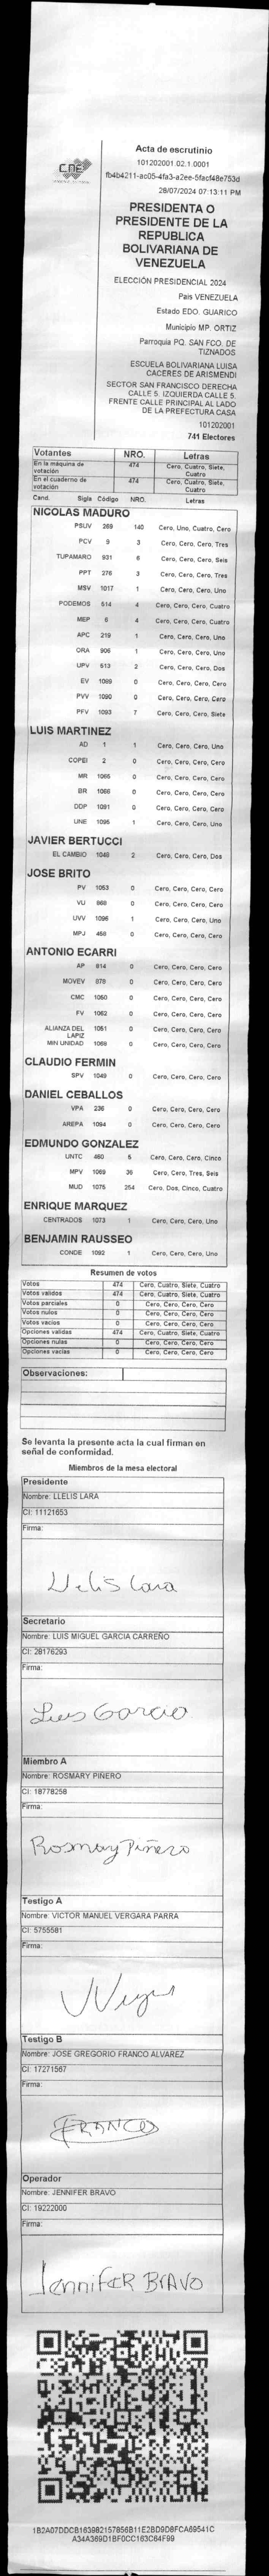 CNE
Acta de escrutinio
101202001.02.1.0001
fb4b4211-ac05-4fa3-a2ee-5facf48e753d
28/07/2024 07:13:11 PM
PRESIDENTA O
PRESIDENTE DE LA
REPUBLICA
BOLIVARIANA DE
VENEZUELA
ELECCIÓN PRESIDENCIAL 2024
Pais VENEZUELA
Estado EDO. GUARICO
Municipio MP. ORTIZ
Parroquia PQ. SAN FCO. DE
TIZNADOS
ESCUELA BOLIVARIANA LUISA
CACERES DE ARISMENDI
SECTOR SAN FRANCISCO DERECHA
CALLE 5. IZQUIERDA CALLE 5.
FRENTE CALLE PRINCIPAL AL LADO
DE LA PREFECTURA CASA
101202001
741 Electores
Votantes NRO. Letras
En la máquina de votación 474 Cero, Cuatro, Siete, Cuatro
En el cuaderno de votación 474 Cero, Cuatro, Siete, Cuatro
Cand. Sigla Código NRO. Letras
NICOLAS MADURO
PSUV 269 140 Cero, Uno, Cuatro, Cero
PCV 9 3 Cero, Cero, Cero, Tres
TUPAMARO 931 6 Cero, Cero, Cero, Seis
PPT 276 3 Cero, Cero, Cero, Tres
MSV 1017 1 Cero, Cero, Cero, Uno
PODEMOS 514 4 Cero, Cero, Cero, Cuatro
MEP 6 4 Cero, Cero, Cero, Cuatro
APC 219 1 Cero, Cero, Cero, Uno
ORA 906 1 Cero, Cero, Cero, Uno
UPV 513 2 Cero, Cero, Cero, Dos
EV 1089 0 Cero, Cero, Cero, Cero
PVV 1090 0 Cero, Cero, Cero, Cero
PFV 1093 7 Cero, Cero, Cero, Siete
LUIS MARTINEZ
AD 1 1 Cero, Cero, Cero, Uno
COPEI 2 0 Cero, Cero, Cero, Cero
MR 1065 0 Cero, Cero, Cero, Cero
BR 1066 0 Cero, Cero, Cero, Cero
DDP 1091 0 Cero, Cero, Cero, Cero
UNE 1095 1 Cero, Cero, Cero, Uno
JAVIER BERTUCCI
EL CAMBIO 1048 2 Cero, Cero, Cero, Dos
JOSE BRITO
PV 1053 0 Cero, Cero, Cero, Cero
VU 868 0 Cero, Cero, Cero, Cero
UVV 1096 1 Cero, Cero, Cero, Uno
MPJ 458 0 Cero, Cero, Cero, Cero
ANTONIO ECARRI
AP 914 0 Cero, Cero, Cero, Cero
MOVEV 878 0 Cero, Cero, Cero, Cero
CMC 1050 0 Cero, Cero, Cero, Cero
FV 1062 0 Cero, Cero, Cero, Cero
ALIANZA DEL LAPIZ 1051 0 Cero, Cero, Cero, Cero
MIN UNIDAD 1088 0 Cero, Cero, Cero, Cero
CLAUDIO FERMIN
SPV 1049 0 Cero, Cero, Cero, Cero
DANIEL CEBALLOS
VPA 236 0 Cero, Cero, Cero, Cero
AREPA 1094 0 Cero, Cero, Cero, Cero
EDMUNDO GONZALEZ
UNTC 460 5 Cero, Cero, Cero, Cinco
MPV 1069 36 Cero, Cero, Tres, Seis
MUD 1075 254 Cero, Dos, Cinco, Cuatro
ENRIQUE MARQUEZ
CENTRADOS 1073 1 Cero, Cero, Cero, Uno
BENJAMIN RAUSSEO
CONDE 1092 1 Cero, Cero, Cero, Uno
Resumen de votos
Votos 474 Cero, Cuatro, Siete, Cuatro
Votos validos 474 Cero, Cuatro, Siete, Cuatro
Votos parciales 0 Cero, Cero, Cero, Cero
Votos nulos 0 Cero, Cero, Cero, Cero
Votos vacios 0 Cero, Cero, Cero, Cero
Opciones validas 474 Cero, Cuatro, Siete, Cuatro
Opciones nulas 0 Cero, Cero, Cero, Cero
Opciones vacias 0 Cero, Cero, Cero, Cero
Observaciones:
Se levanta la presente acta la cual firman en
señal de conformidad.
Miembros de la mesa electoral
Presidente
Nombre: LLELIS LARA
CI: 11121653
Firma:
Llelis Lara
Secretario
Nombre: LUIS MIGUEL GARCIA CARREÑO
CI: 28176293
Firma:
Luis Garcia
Miembro A
Nombre: ROSMARY PIÑERO
CI: 18778258
Firma:
Rosmary Piñero
Testigo A
Nombre: VICTOR MANUEL VERGARA PARRA
CI: 5755581
Firma:
Testigo B
Nombre: JOSE GREGORIO FRANCO ALVAREZ
CI: 17271567
Firma:
FRANCO
Operador
Nombre: JENNIFER BRAVO
CI: 19222000
Firma:
JenniFER BRAVO
1B2A07DDCB163982157856B11E2BD9D8FCA69541C
A34A369D1BF0CC163C64F99